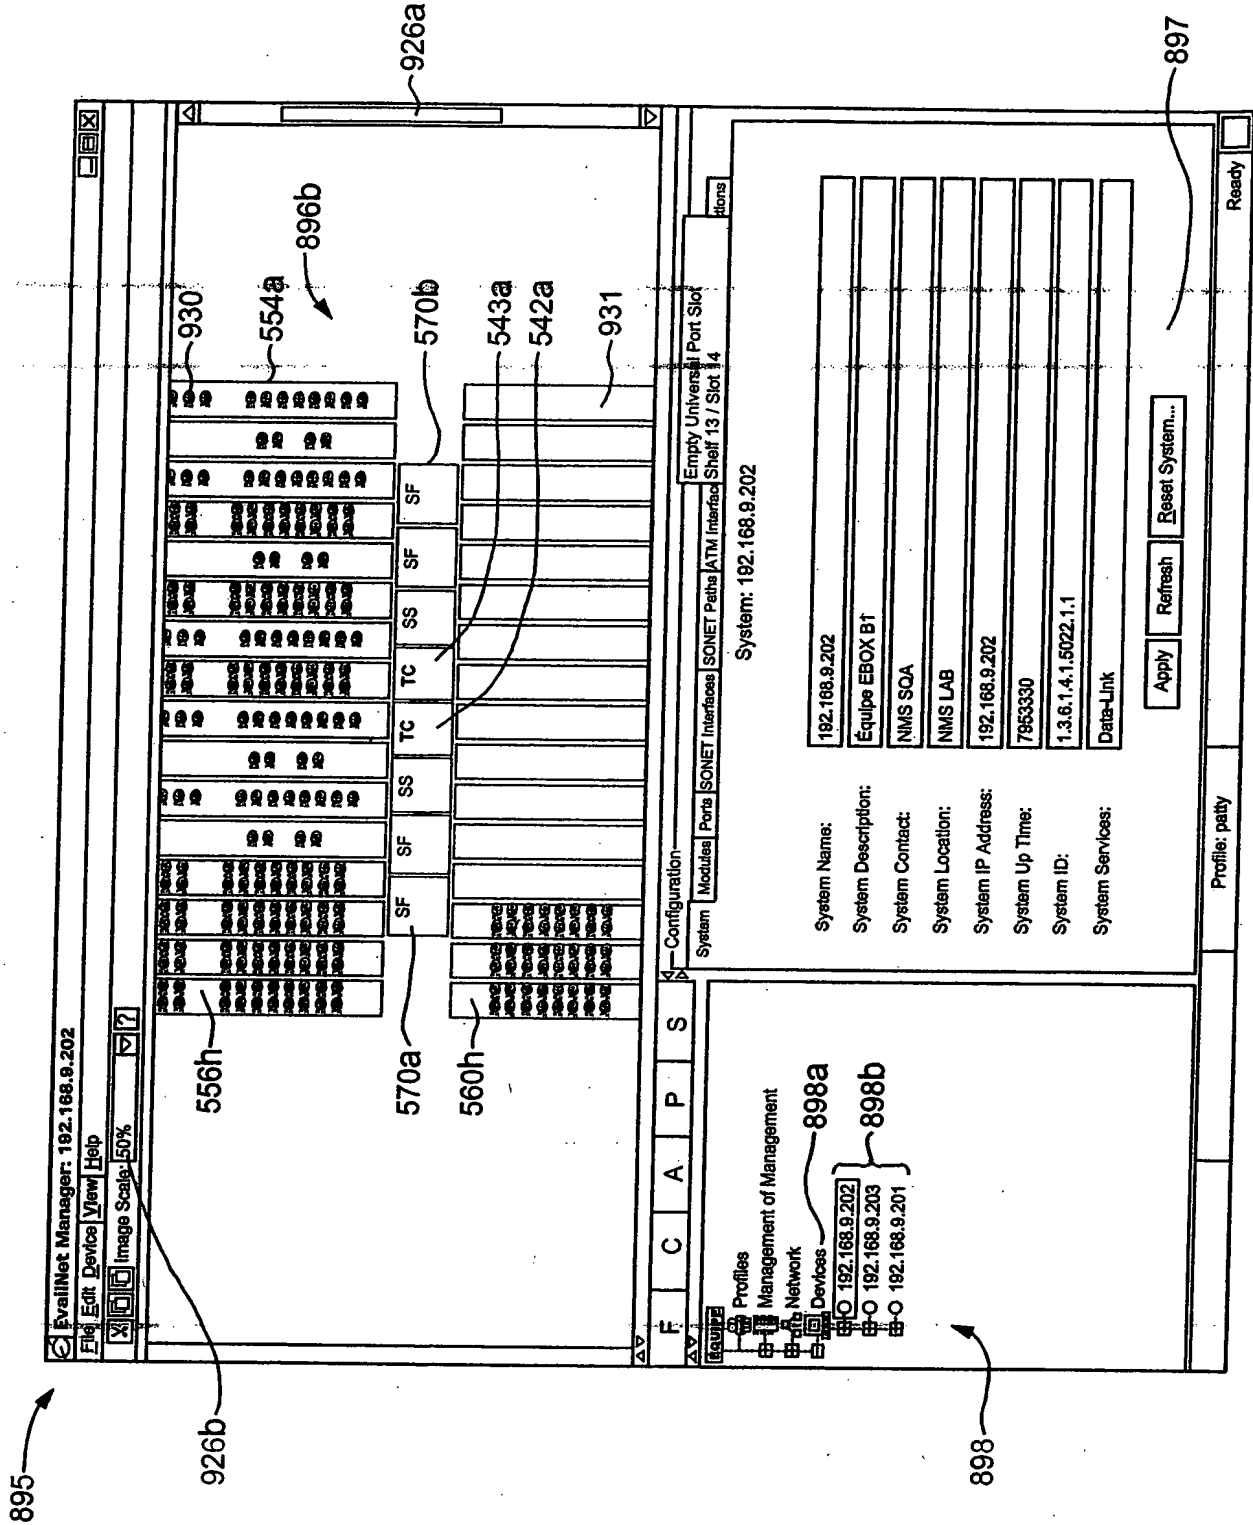 895
EvailNet Manager: 192.168.9.202
File Edit Device View Help
Image Scale: 50% ?
926b
926a
930
554a
896b
556h
570a
570b
SF SF SS TC TC SS SF SF
543a
542a
560h
931
F C A P S
EQUIPE
Profiles
Management of Management
Network
Devices
898a
192.168.9.202
192.168.9.203
192.168.9.201
898b
898
Configuration
System Modules Ports SONET Interfaces SONET Paths ATM Interfac tions
Empty Universal Port Slot
Shelf 13 / Slot 14
System: 192.168.9.202
System Name: 192.168.9.202
System Description: Equipe EBOX B1
System Contact: NMS SQA
System Location: NMS LAB
System IP Address: 192.168.9.202
System Up Time: 7953330
System ID: 1.3.6.1.4.1.5022.1.1
System Services: Data-Link
Apply Refresh Reset System...
897
Profile: patty
Ready